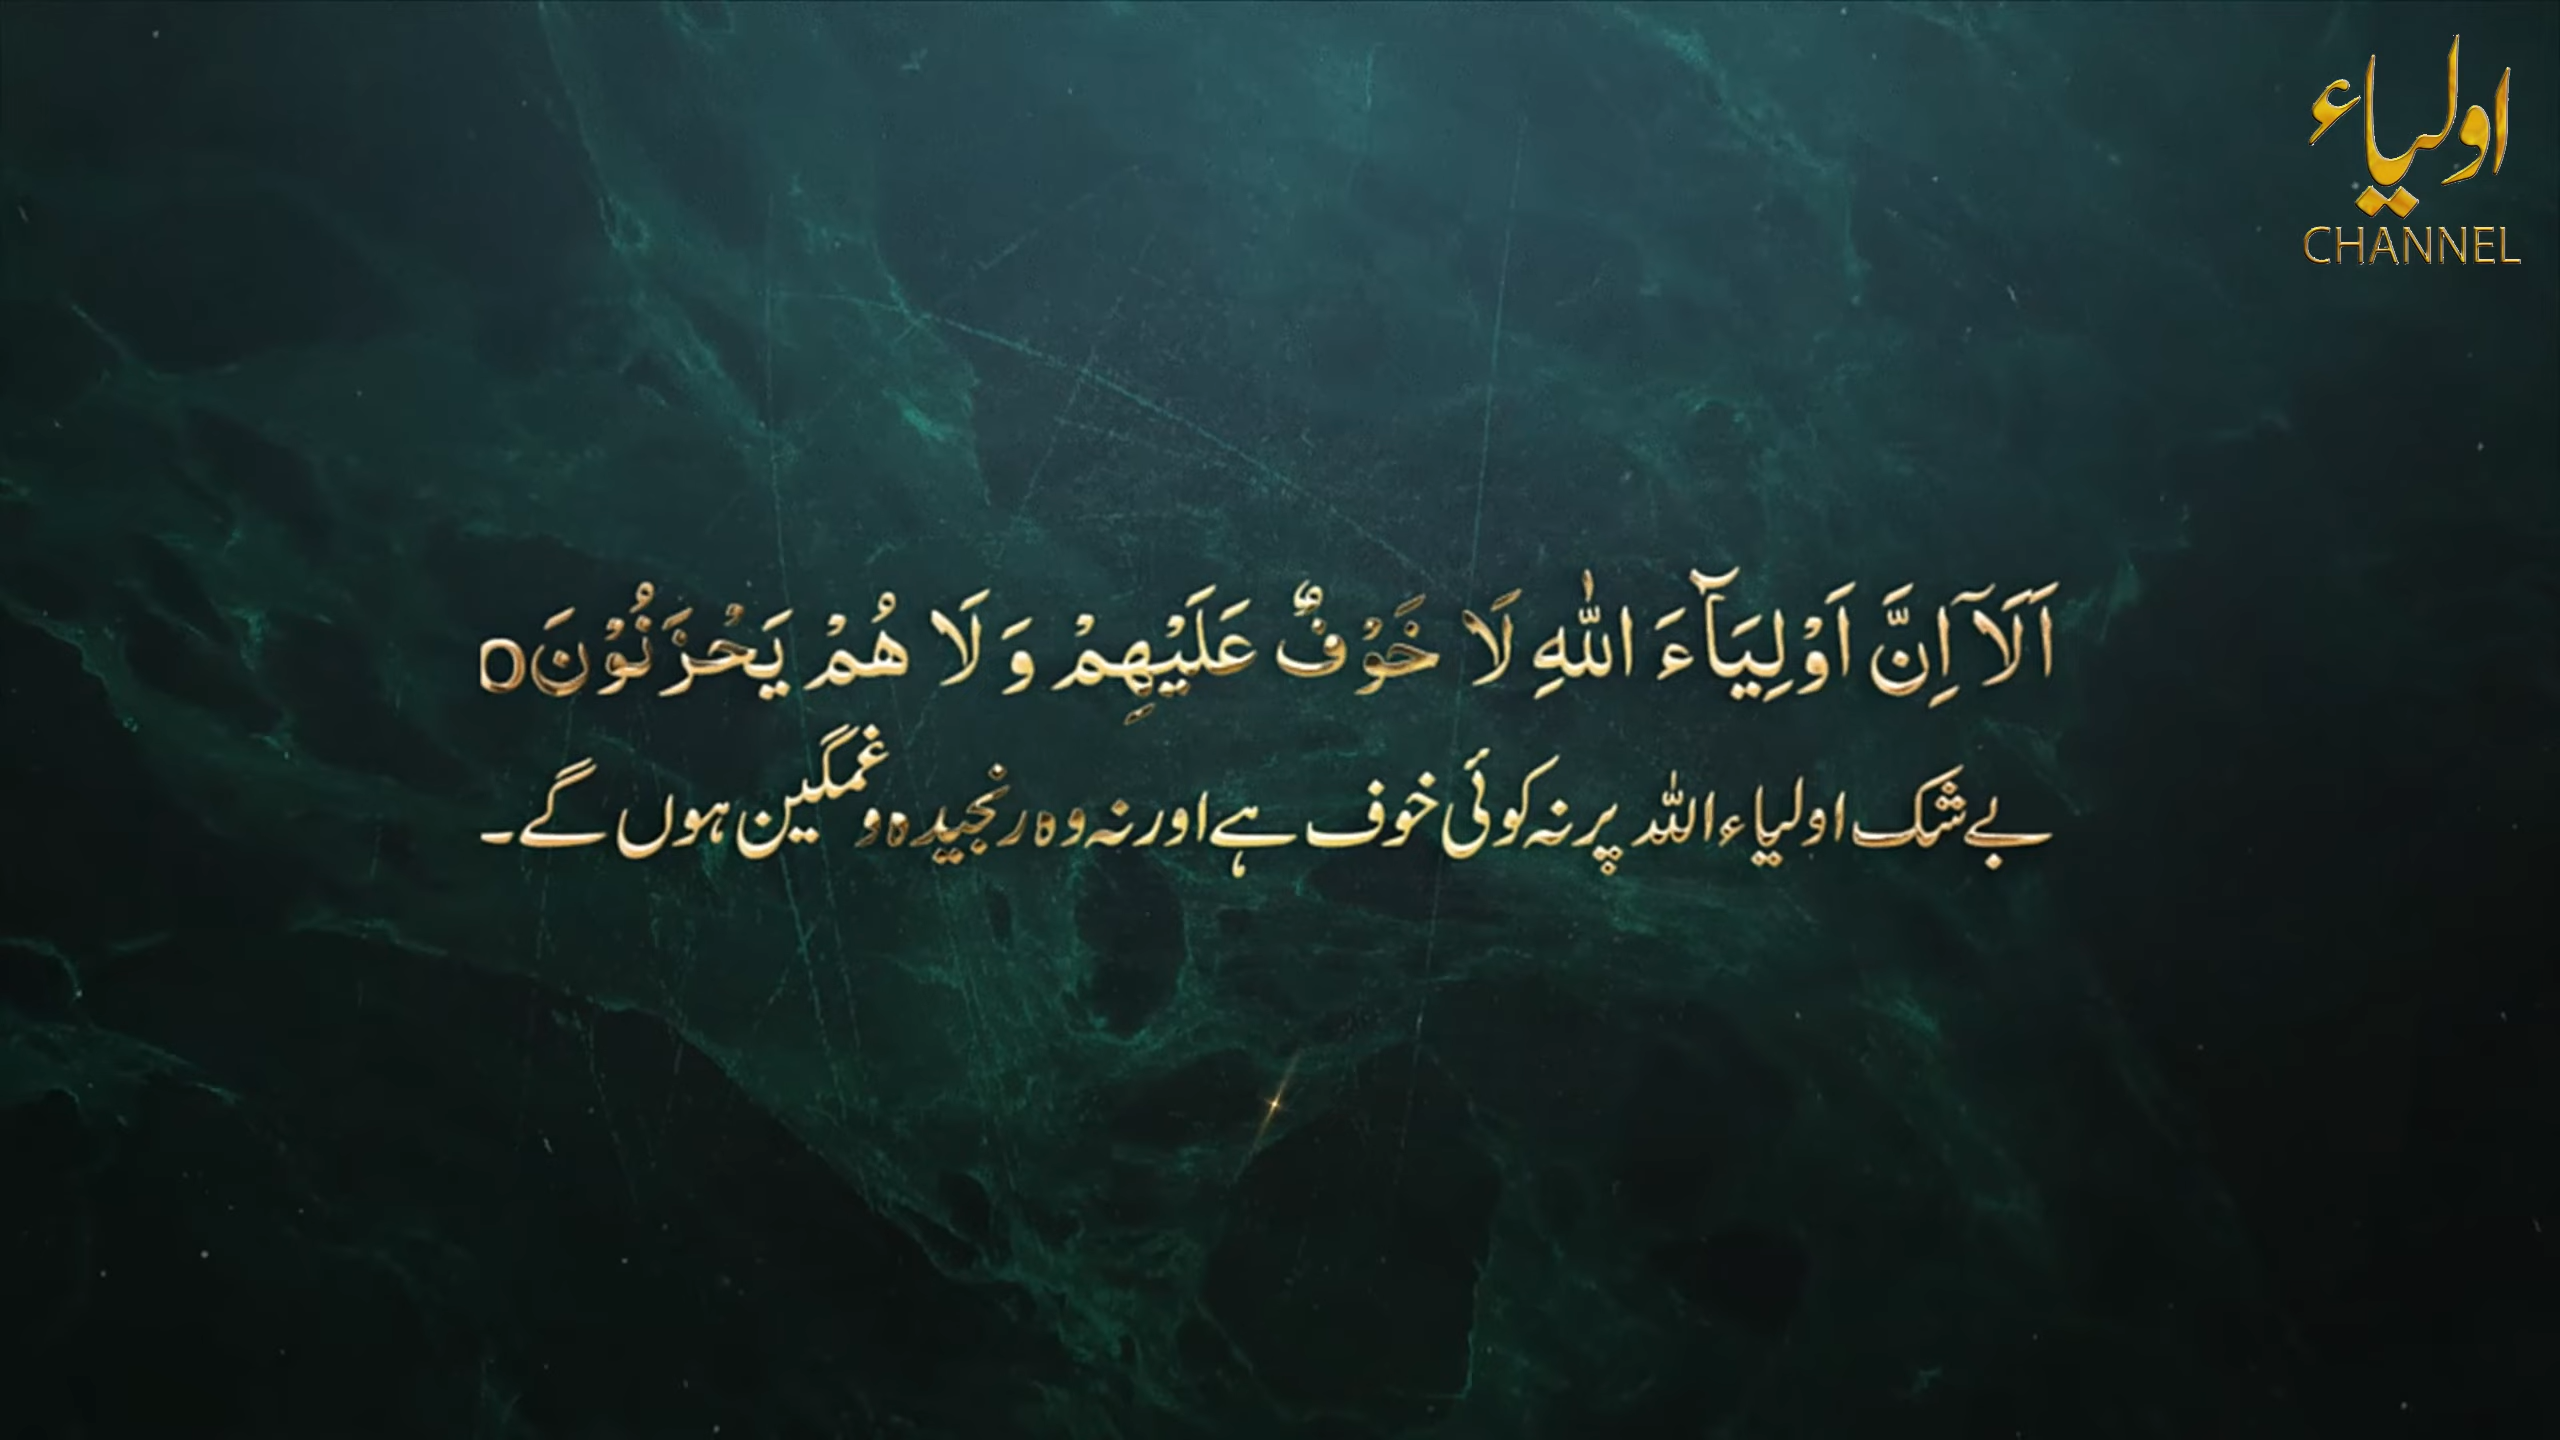 اولیاء
CHANNEL
اَلَآ اِنَّ اَوْلِیَآءَ اللّٰهِ لَا خَوْفٌ عَلَیْهِمْ وَ لَا هُمْ یَحْزَنُوْنَ
بے شک اولیاء اللہ پر نہ کوئی خوف ہے اور نہ وہ رنجیدہ و غمگین ہوں گے۔